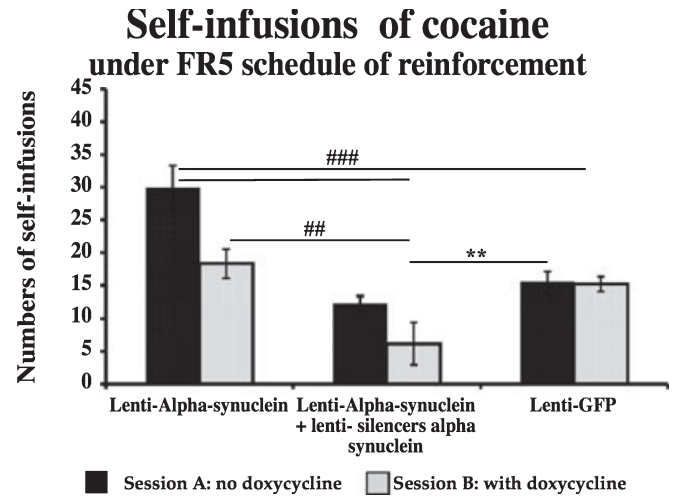 Self-infusions of cocaine
under FR5 schedule of reinforcement
Numbers of self-infusions
45
40
35
30
25
20
15
10
5
0
###
##
**
Lenti-Alpha-synuclein
Lenti-Alpha-synuclein
+ lenti- silencers alpha
synuclein
Lenti-GFP
Session A: no doxycycline
Session B: with doxycycline